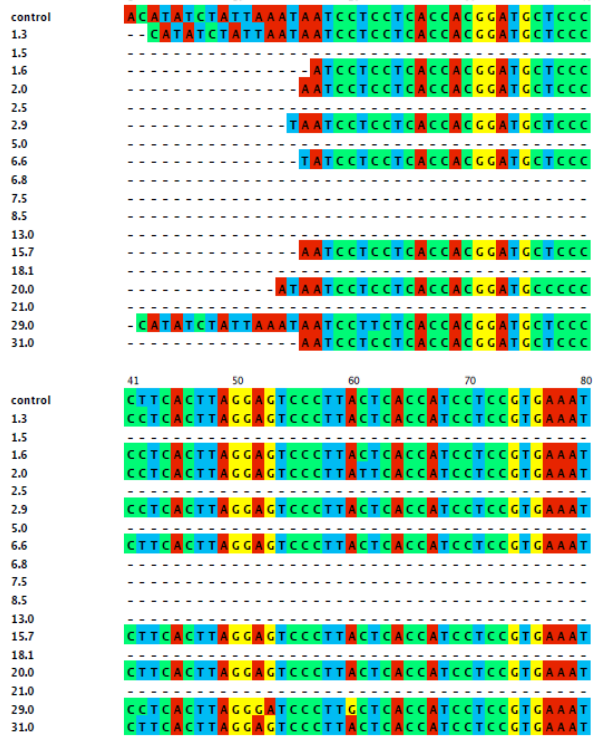 control ACATATCTATTAAATAATCCTCCTCACCACGGATGCTCCC
1.3 --CATATCTATTAATAATCCTCCTCACCACGGATGCTCCC
1.5 ----------------------------------------
1.6 ----------------ATCCTCCTCACCACGGATGCTCCC
2.0 ---------------AATCCTCCTCACCACGGATGCTCCC
2.5 ----------------------------------------
2.9 --------------TAATCCTCCTCACCACGGATGCTCCC
5.0 ----------------------------------------
6.6 ---------------TATCCTCCTCACCACGGATGCTCCC
6.8 ----------------------------------------
7.5 ----------------------------------------
8.5 ----------------------------------------
13.0 ----------------------------------------
15.7 ---------------AATCCTCCTCACCACGGATGCTCCC
18.1 ----------------------------------------
20.0 -------------ATAATCCTCCTCACCACGGATGCCCCC
21.0 ----------------------------------------
29.0 -CATATCTATTAAATAATCCTTCTCACCACGGATGCTCCC
31.0 ---------------AATCCTCCTCACCACGGATGCTCCC
41 50 60 70 80
control CTTCACTTAGGAGTCCCTTACTCACCATCCTCCGTGAAAT
1.3 CCTCACTTAGGAGTCCCTTACTCACCATCCTCCGTGAAAT
1.5 ----------------------------------------
1.6 CCTCACTTAGGAGTCCCTTACTCACCATCCTCCGTGAAAT
2.0 CCTCACTTAGGAGTCCCTTATTCACCATCCTCCGTGAAAT
2.5 ----------------------------------------
2.9 CCTCACTTAGGAGTCCCTTACTCACCATCCTCCGTGAAAT
5.0 ----------------------------------------
6.6 CTTCACTTAGGAGTCCCTTACTCACCATCCTCCGTGAAAT
6.8 ----------------------------------------
7.5 ----------------------------------------
8.5 ----------------------------------------
13.0 ----------------------------------------
15.7 CTTCACTTAGGAGTCCCTTACTCACCATCCTCCGTGAAAT
18.1 ----------------------------------------
20.0 CTTCACTTAGGAGTCCCTTACTCACCATCCTCCGTGAAAT
21.0 ----------------------------------------
29.0 CCTCACTTAGGGATCCCTTGCTCACCATCCTCCGTGAAAT
31.0 CTTCACTTAGGAGTCCCTTACTCACCATCCTCCGTGAAAT